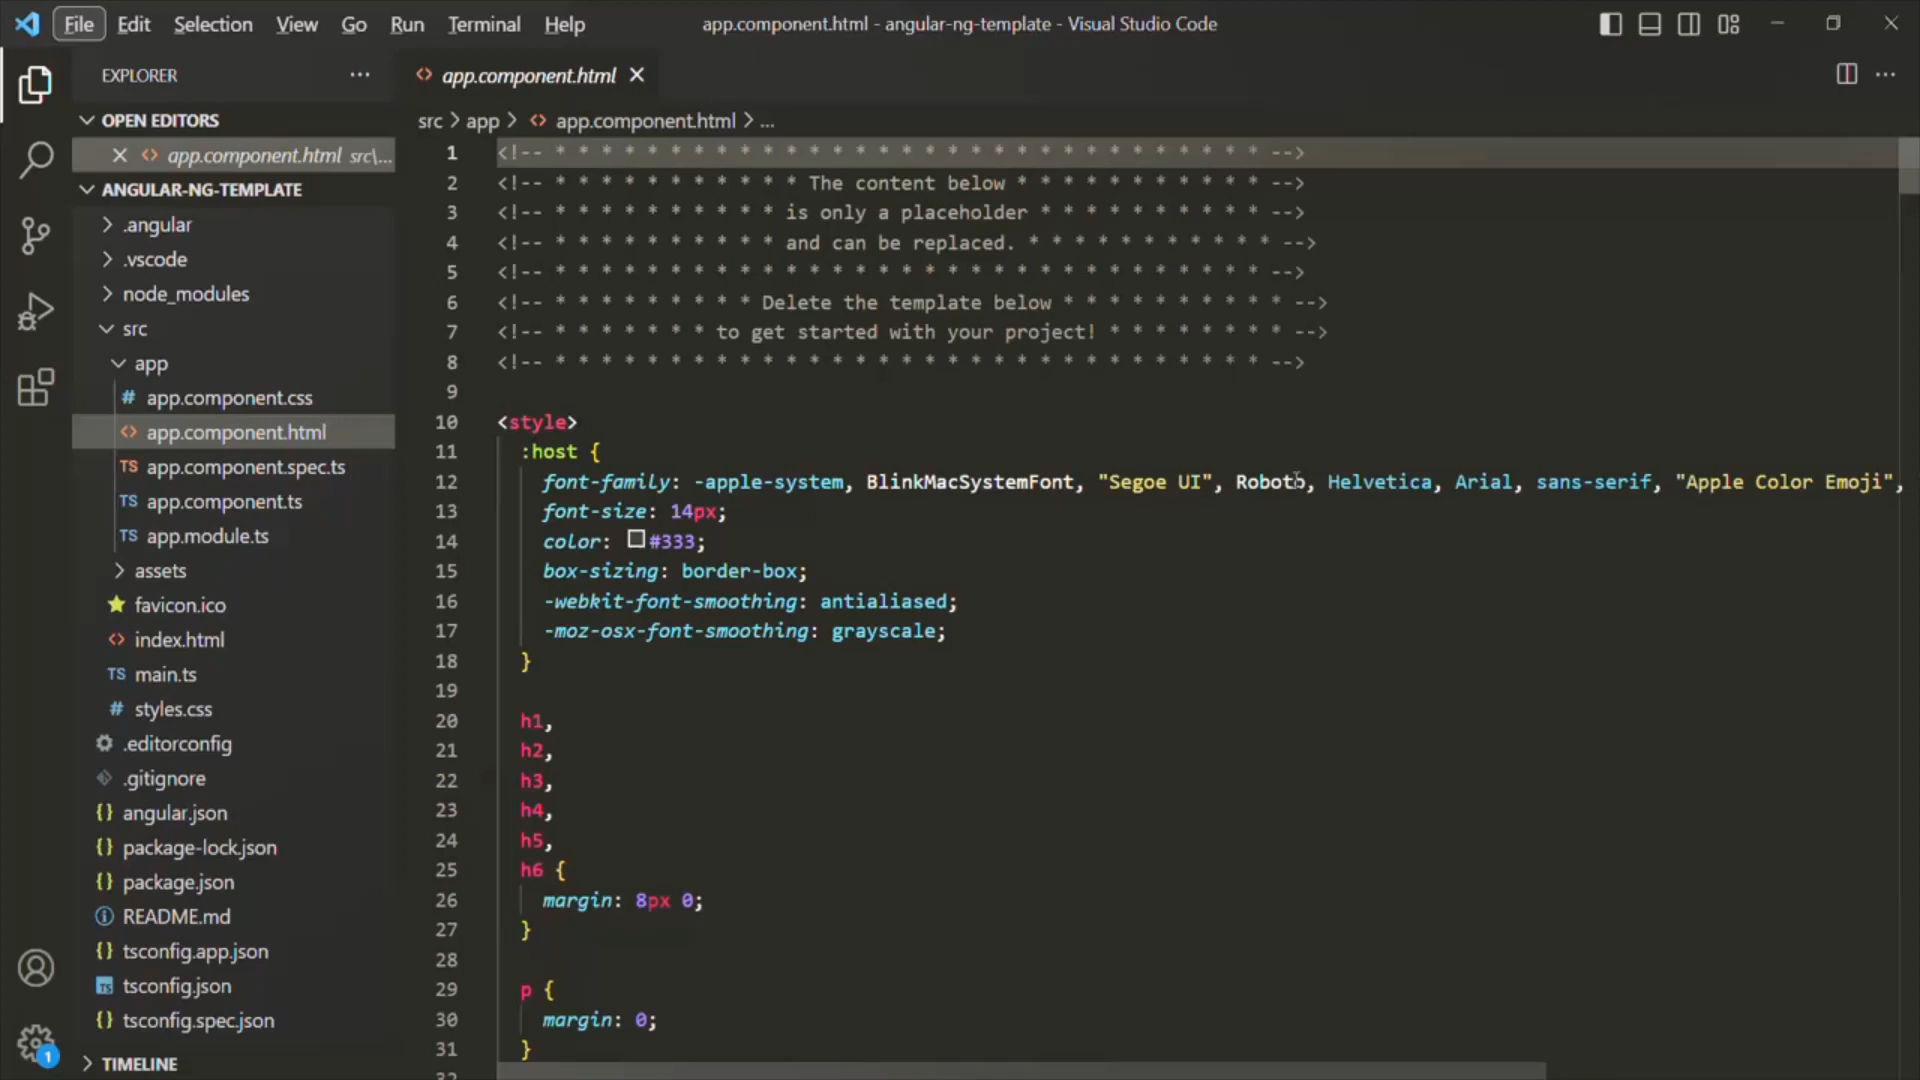 File Edit Selection View Go Run Terminal Help
app.component.html - angular-ng-template - Visual Studio Code
EXPLORER
OPEN EDITORS
app.component.html src\...
ANGULAR-NG-TEMPLATE
.angular
.vscode
node_modules
src
app
# app.component.css
<> app.component.html
TS app.component.spec.ts
TS app.component.ts
TS app.module.ts
assets
favicon.ico
<> index.html
TS main.ts
# styles.css
.editorconfig
.gitignore
{} angular.json
{} package-lock.json
{} package.json
README.md
{} tsconfig.app.json
TS tsconfig.json
{} tsconfig.spec.json
TIMELINE
1
<> app.component.html
src > app > <> app.component.html > ...
1 <!-- * * * * * * * * * * * * * * * * * * * * * * * * * * * * * * * -->
2 <!-- * * * * * * * * * * * The content below * * * * * * * * * * * -->
3 <!-- * * * * * * * * * * is only a placeholder * * * * * * * * * * -->
4 <!-- * * * * * * * * * * and can be replaced. * * * * * * * * * * * -->
5 <!-- * * * * * * * * * * * * * * * * * * * * * * * * * * * * * * * -->
6 <!-- * * * * * * * * * Delete the template below * * * * * * * * * * -->
7 <!-- * * * * * * * to get started with your project! * * * * * * * * -->
8 <!-- * * * * * * * * * * * * * * * * * * * * * * * * * * * * * * * -->
9
10 <style>
11 :host {
12 font-family: -apple-system, BlinkMacSystemFont, "Segoe UI", Roboto, Helvetica, Arial, sans-serif, "Apple Color Emoji",
13 font-size: 14px;
14 color: #333;
15 box-sizing: border-box;
16 -webkit-font-smoothing: antialiased;
17 -moz-osx-font-smoothing: grayscale;
18 }
19
20 h1,
21 h2,
22 h3,
23 h4,
24 h5,
25 h6 {
26 margin: 8px 0;
27 }
28
29 p {
30 margin: 0;
31 }
32